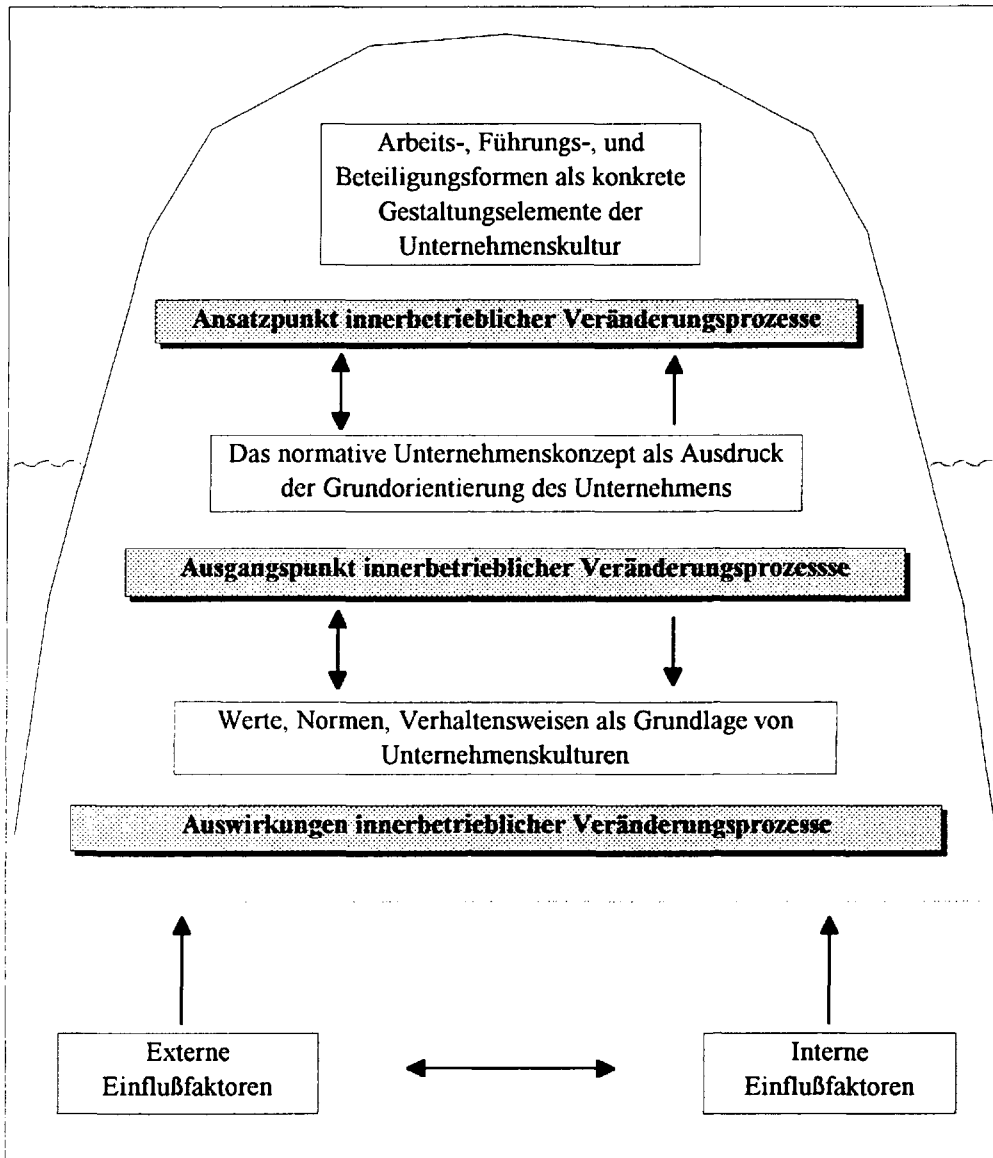 Arbeits-, Führungs-, und
Beteiligungsformen als konkrete
Gestaltungselemente der
Unternehmenskultur
Ansatzpunkt innerbetrieblicher Veränderungsprozesse
Das normative Unternehmenskonzept als Ausdruck
der Grundorientierung des Unternehmens
Ausgangspunkt innerbetrieblicher Veränderungsprozessse
Werte, Normen, Verhaltensweisen als Grundlage von
Unternehmenskulturen
Auswirkungen innerbetrieblicher Veränderungsprozesse
Externe
Einflußfaktoren
Interne
Einflußfaktoren